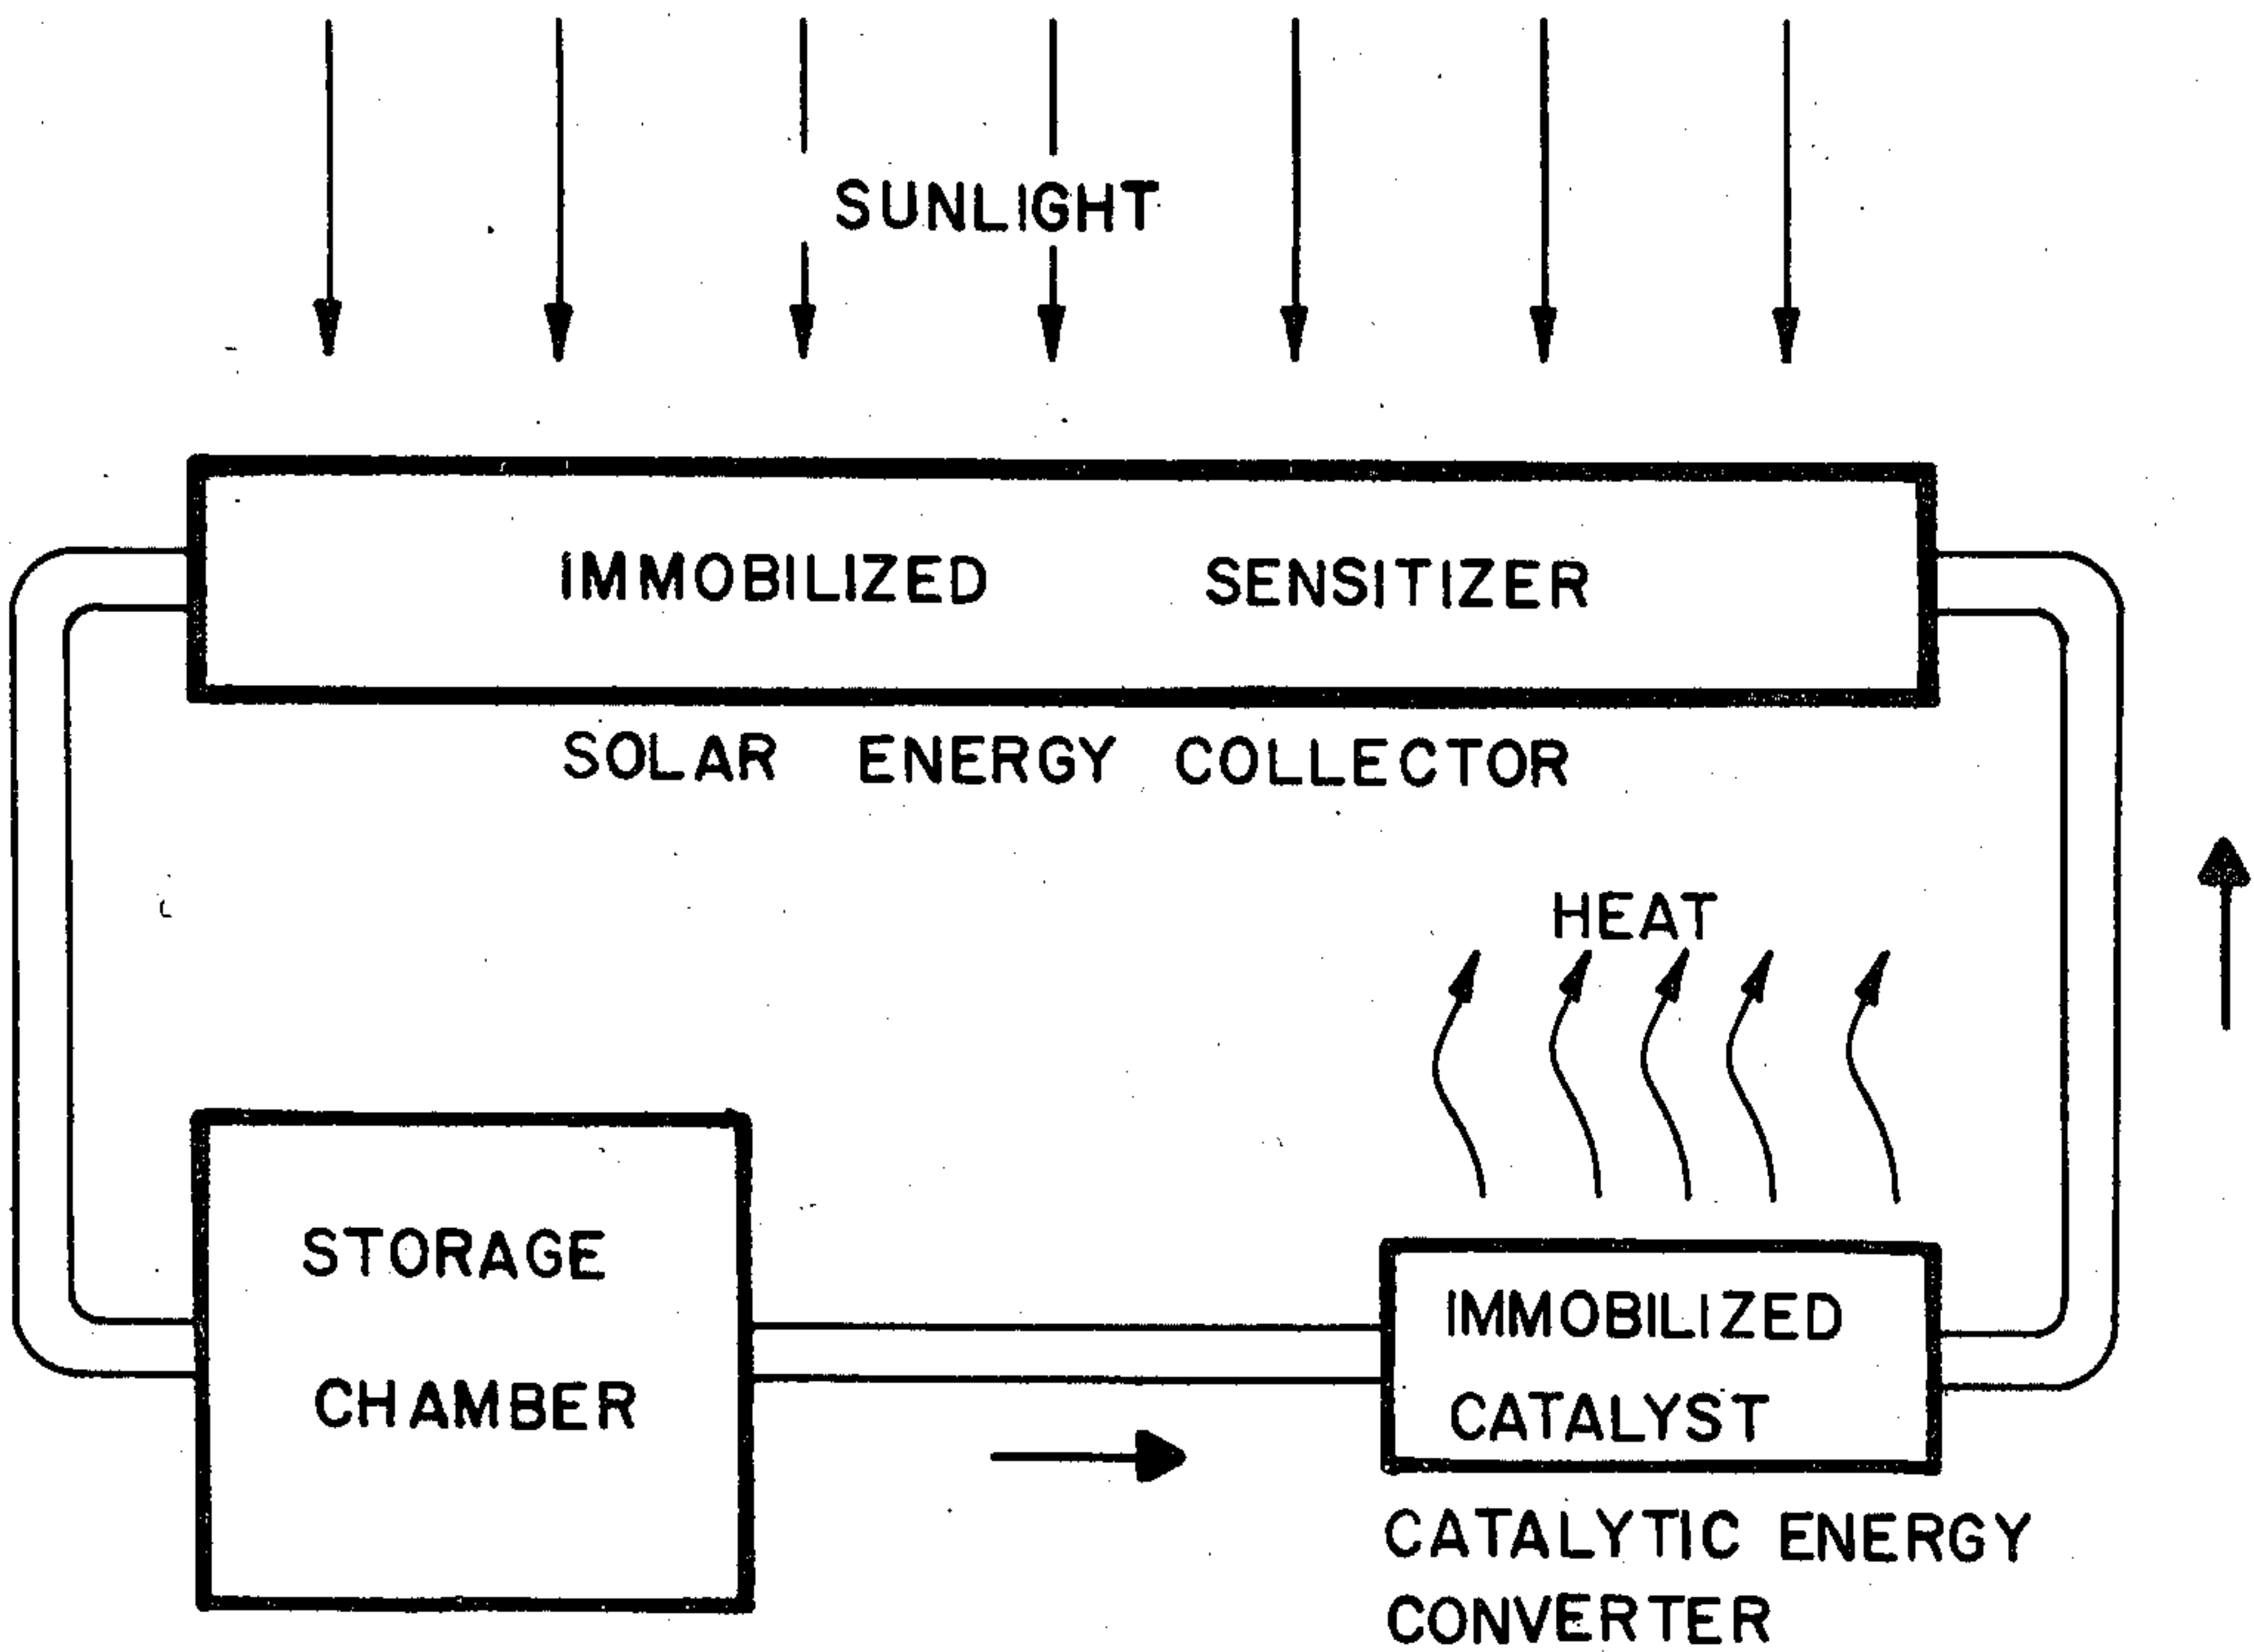 SUNLIGHT
IMMOBILIZED SENSITIZER
SOLAR ENERGY COLLECTOR
HEAT
STORAGE
CHAMBER
IMMOBILIZED
CATALYST
CATALYTIC ENERGY
CONVERTER